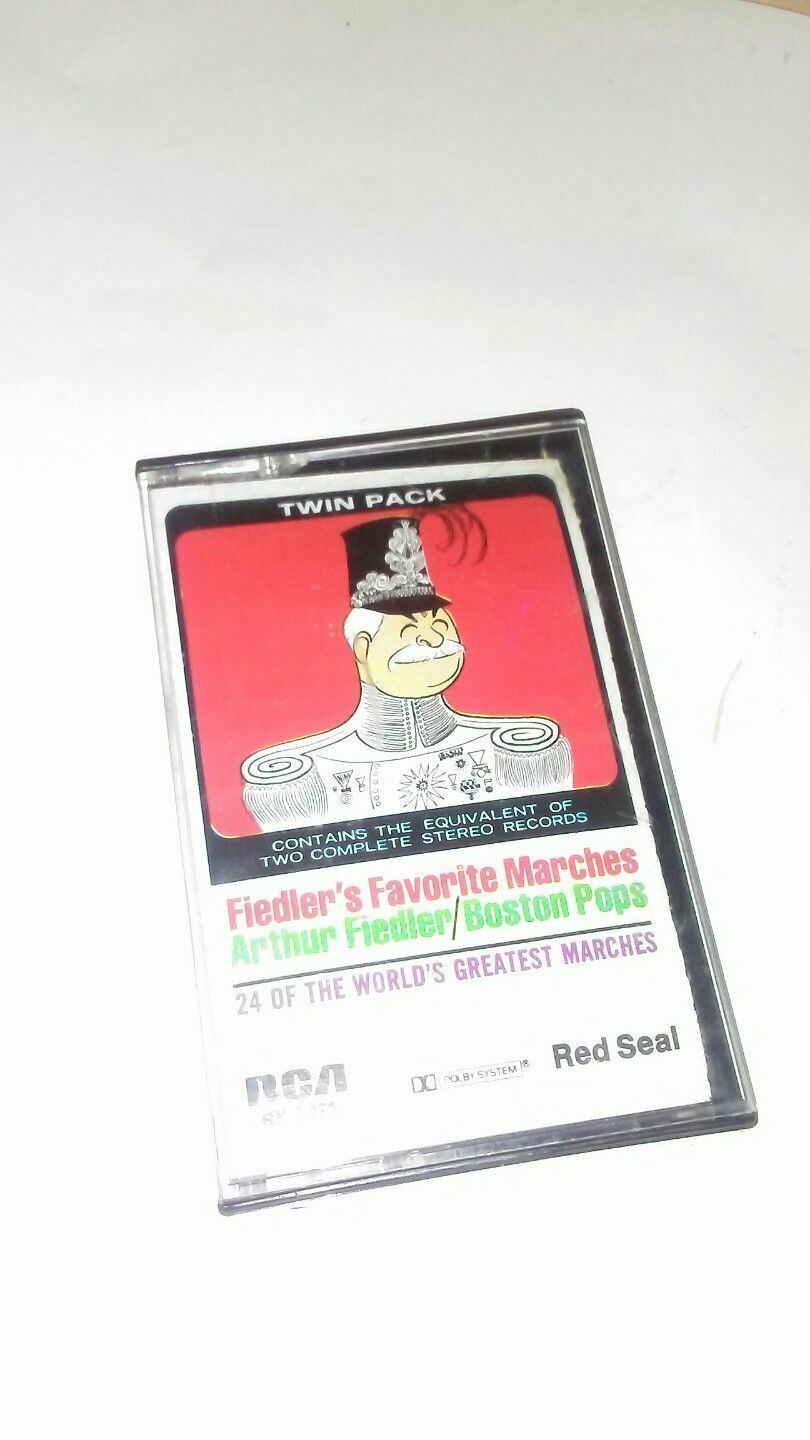 TWIN PACK
CONTAINS THE EQUIVALENT OF
TWO COMPLETE STEREO RECORDS
Fiedler's Favorite Marches
Arthur Fiedler/Boston Pops
24 OF THE WORLD'S GREATEST MARCHES
RCA
DOLBY SYSTEM®
Red Seal